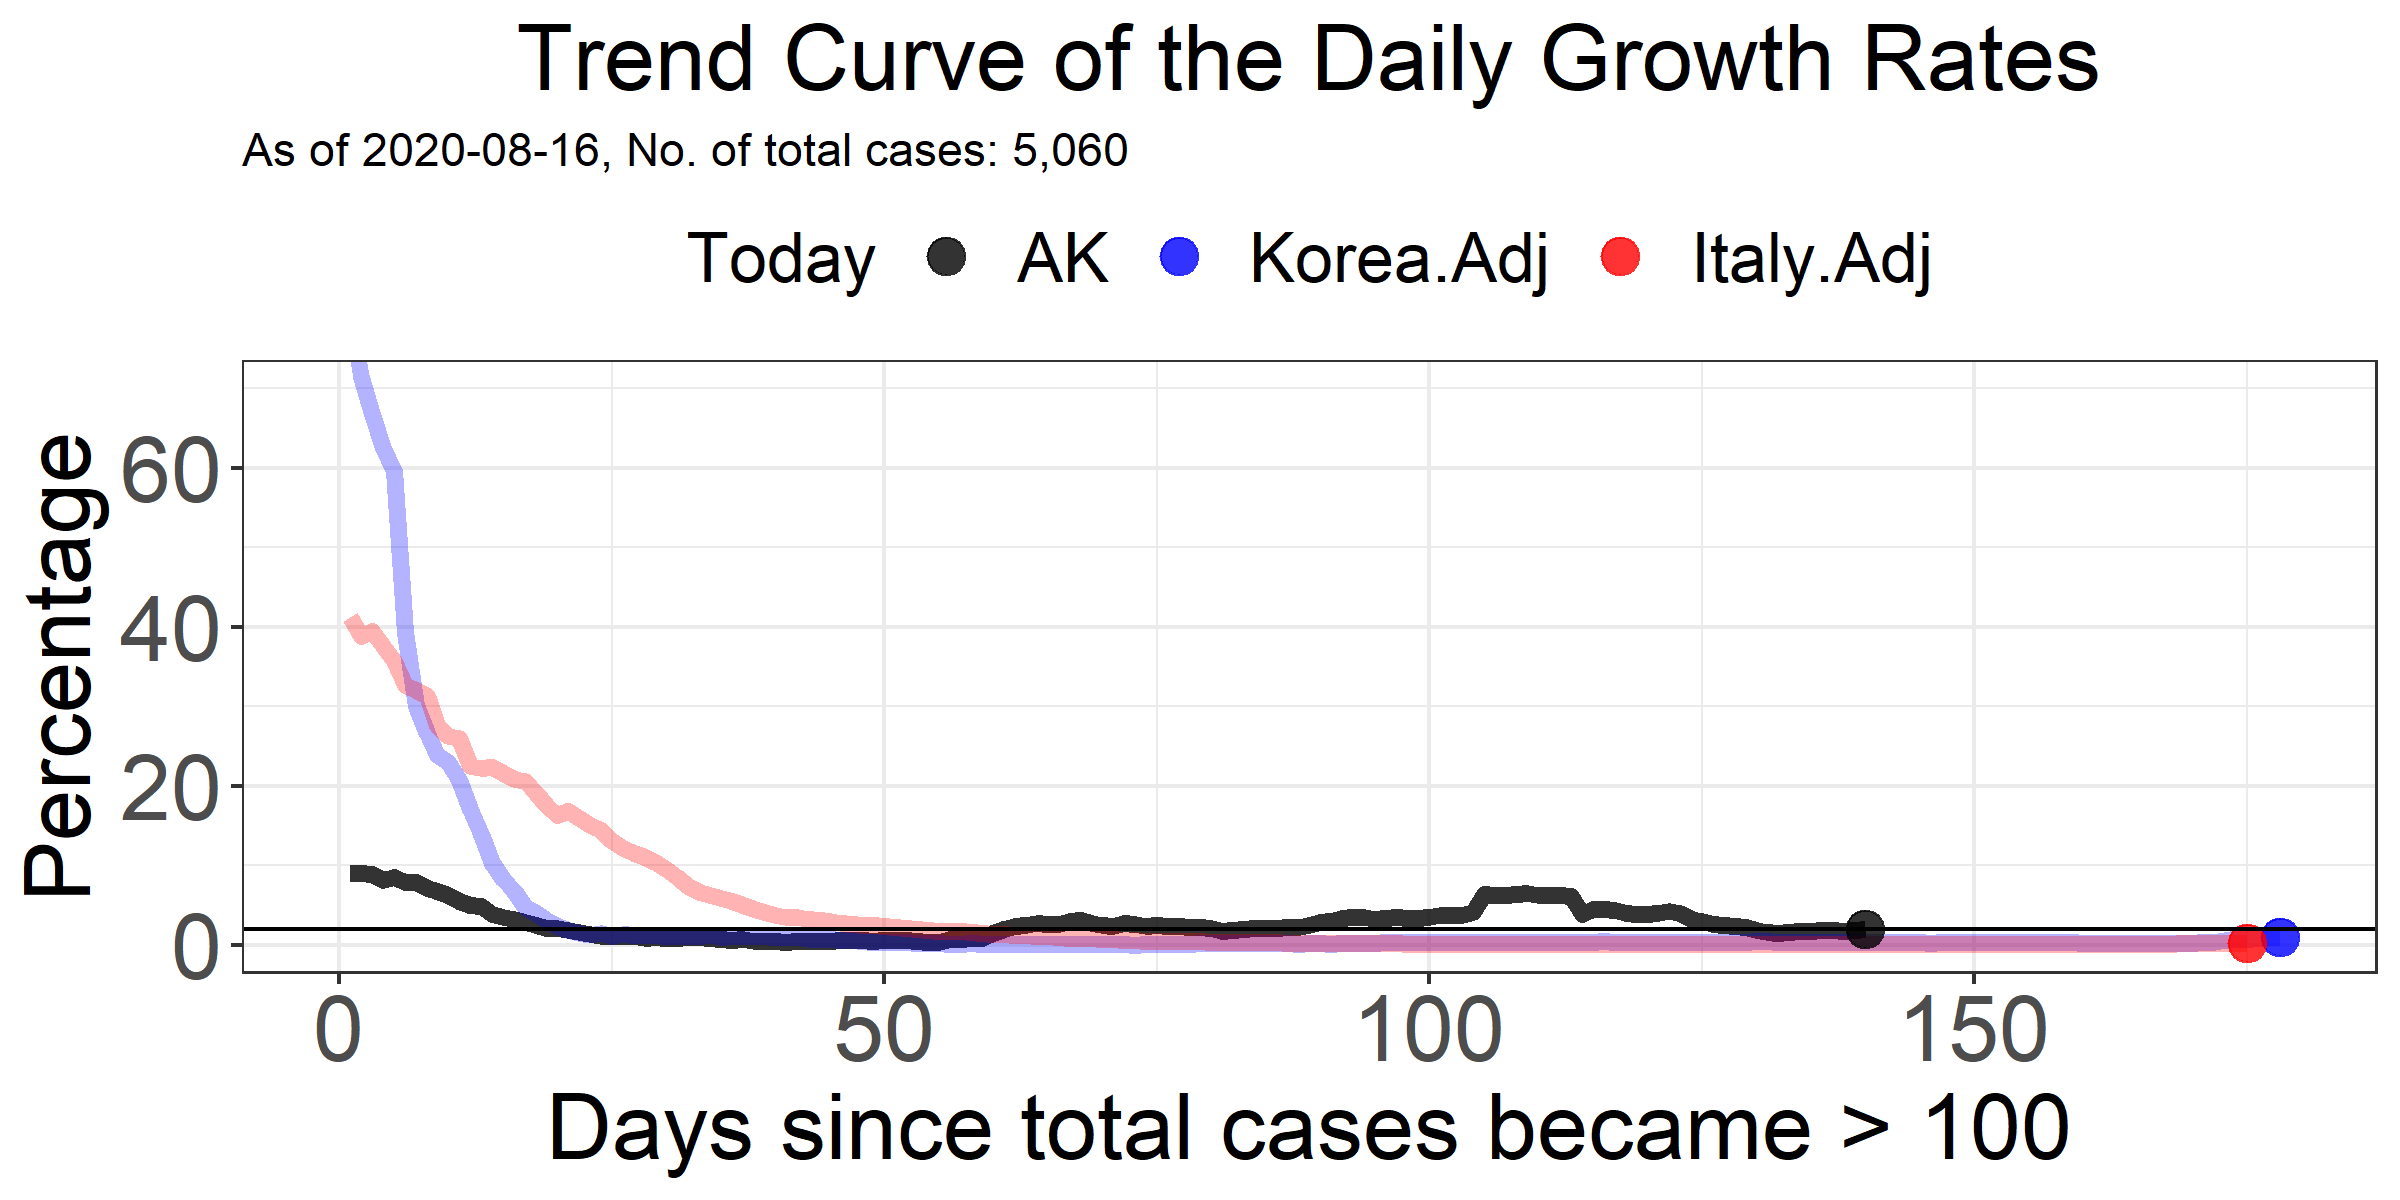 Trend Curve of the Daily Growth Rates
As of 2020-08-16, No. of total cases: 5,060
Today AK Korea.Adj Italy.Adj
Percentage
60
40
20
0
0 50 100 150
Days since total cases became > 100